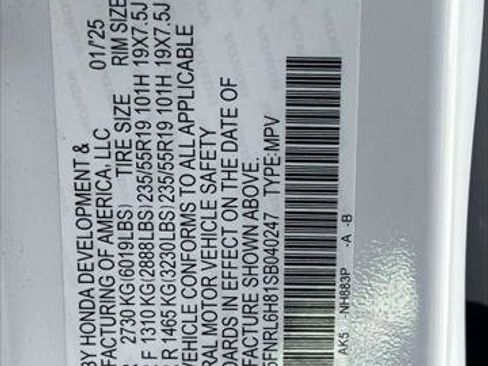 BY HONDA DEVELOPMENT &
FACTURING OF AMERICA, LLC 01/25
2730 KG(6019LBS) TIRE SIZE RIM SIZE
F 1310 KG(2888LBS) 235/55R19 101H 19X7.5J
R 1465 KG(3230LBS) 235/55R19 101H 19X7.5J
VEHICLE CONFORMS TO ALL APPLICABLE
RAL MOTOR VEHICLE SAFETY
DARDS IN EFFECT ON THE DATE OF
FACTURE SHOWN ABOVE.
5FNRL6H81SB040247 TYPE:MPV
AK5 NH883P -A -B